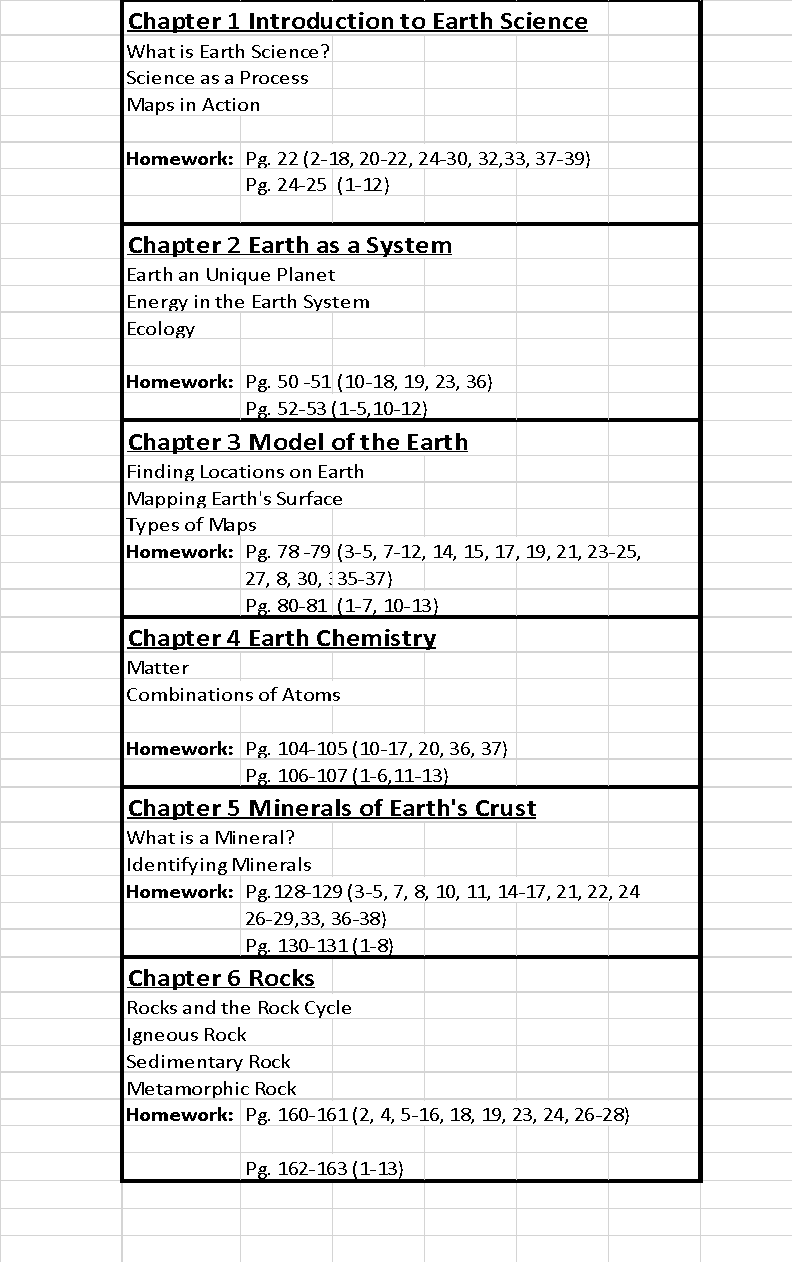 Chapter 1 Introduction to Earth Science
What is Earth Science?
Science as a Process
Maps in Action
Homework: Pg. 22 (2-18, 20-22, 24-30, 32,33, 37-39)
Pg. 24-25 (1-12)
Chapter 2 Earth as a System
Earth an Unique Planet
Energy in the Earth System
Ecology
Homework: Pg. 50 -51 (10-18, 19, 23, 36)
Pg. 52-53 (1-5,10-12)
Chapter 3 Model of the Earth
Finding Locations on Earth
Mapping Earth's Surface
Types of Maps
Homework: Pg. 78 -79 (3-5, 7-12, 14, 15, 17, 19, 21, 23-25,
27, 8, 30, 35-37)
Pg. 80-81 (1-7, 10-13)
Chapter 4 Earth Chemistry
Matter
Combinations of Atoms
Homework: Pg. 104-105 (10-17, 20, 36, 37)
Pg. 106-107 (1-6,11-13)
Chapter 5 Minerals of Earth's Crust
What is a Mineral?
Identifying Minerals
Homework: Pg.128-129 (3-5, 7, 8, 10, 11, 14-17, 21, 22, 24
26-29,33, 36-38)
Pg. 130-131 (1-8)
Chapter 6 Rocks
Rocks and the Rock Cycle
Igneous Rock
Sedimentary Rock
Metamorphic Rock
Homework: Pg. 160-161 (2, 4, 5-16, 18, 19, 23, 24, 26-28)
Pg. 162-163 (1-13)